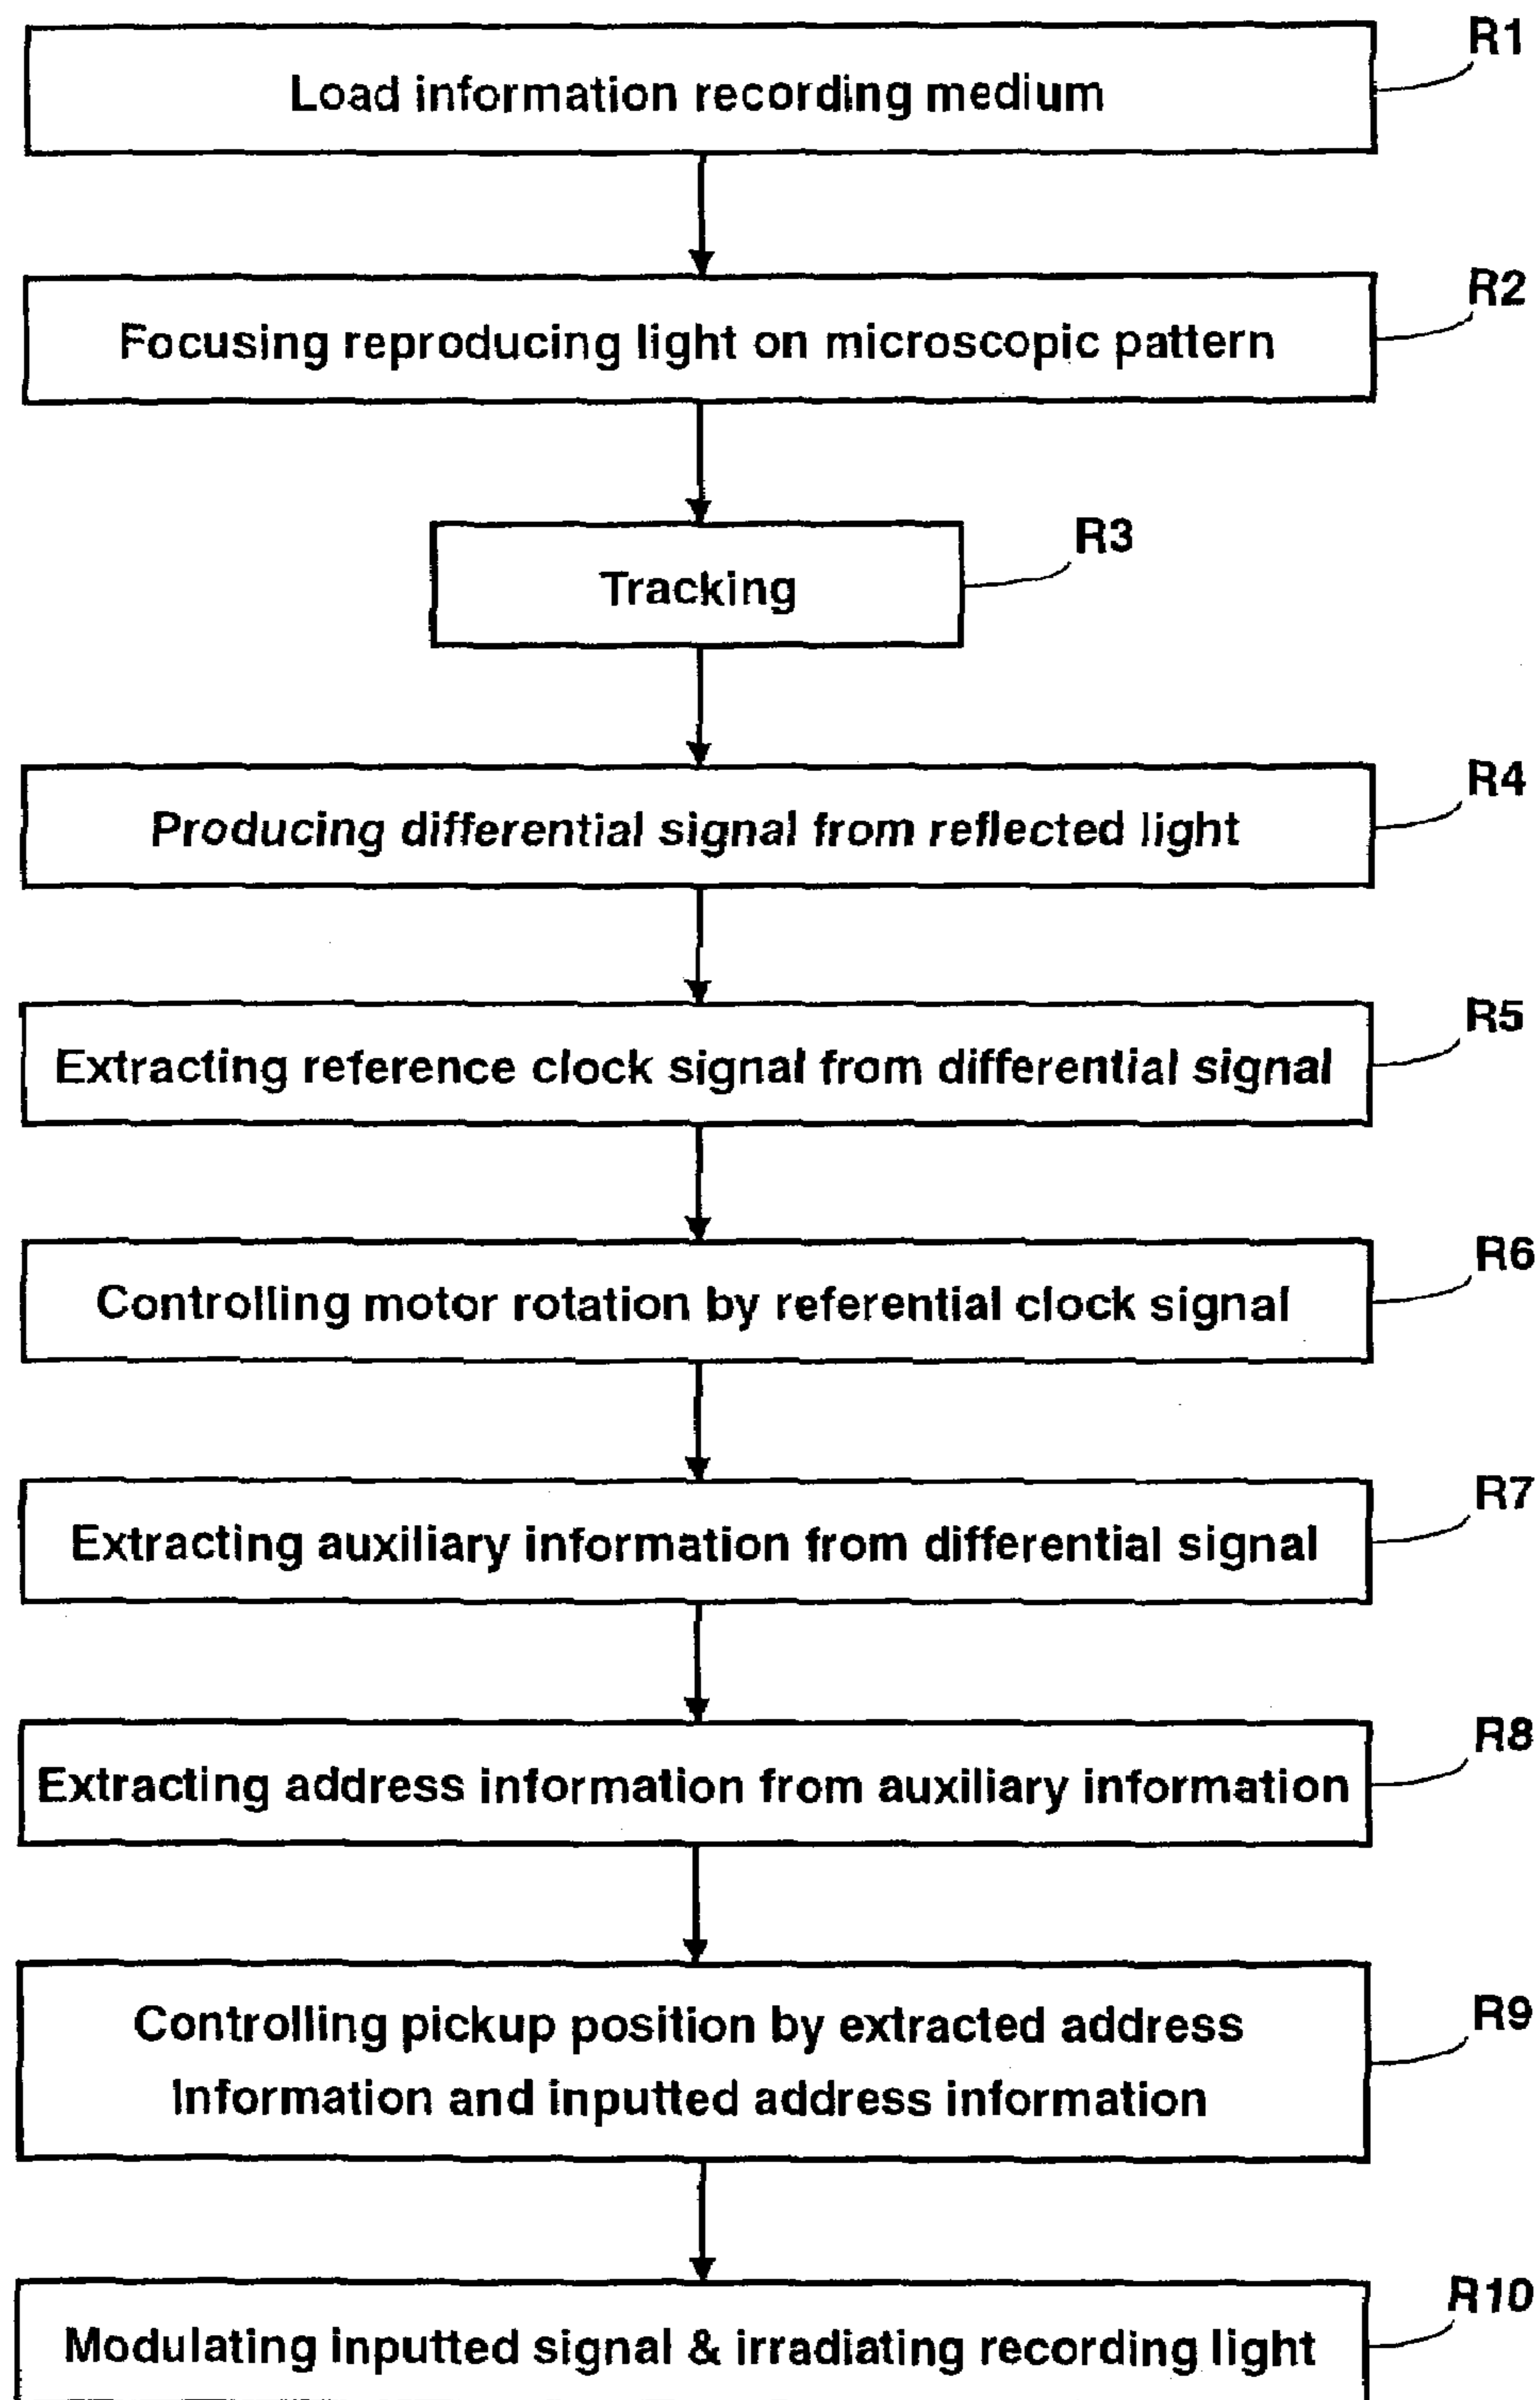 R1
Load information recording medium
R2
Focusing reproducing light on microscopic pattern
R3
Tracking
R4
Producing differential signal from reflected light
R5
Extracting reference clock signal from differential signal
R6
Controlling motor rotation by referential clock signal
R7
Extracting auxiliary information from differential signal
R8
Extracting address information from auxiliary information
R9
Controlling pickup position by extracted address
Information and inputted address information
R10
Modulating inputted signal & irradiating recording light